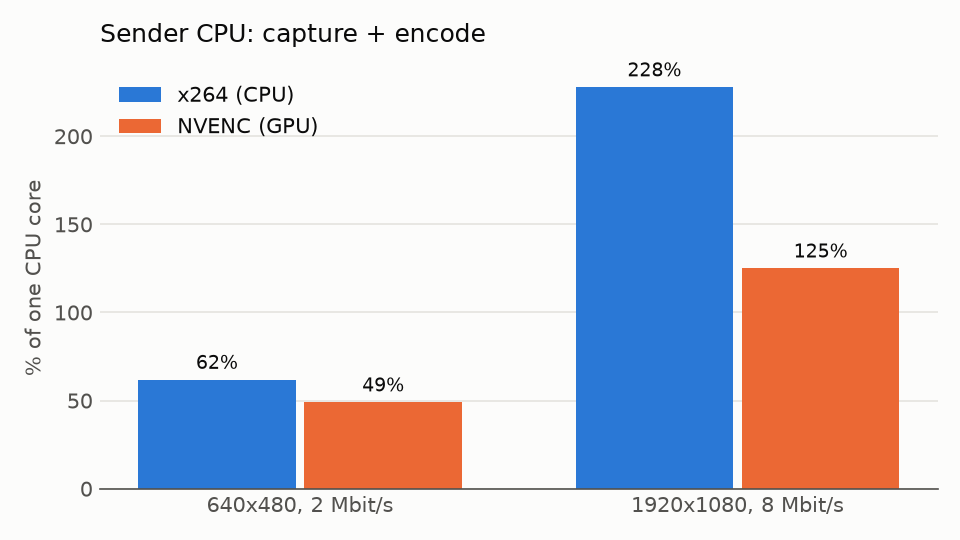 Sender CPU: capture + encode
x264 (CPU)
NVENC (GPU)
% of one CPU core
200
150
100
50
0
62%
49%
228%
125%
640x480, 2 Mbit/s
1920x1080, 8 Mbit/s